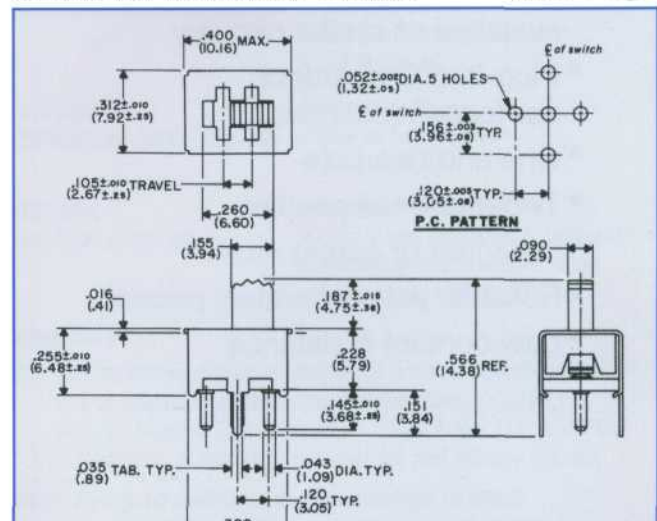 .400 MAX.
(10.16)
℄ of switch
.052±.002 DIA. 5 HOLES
(1.32±.05)
.312±.010
(7.92±.25)
℄ of switch
.156±.003 TYP.
(3.96±.08)
.105±.010 TRAVEL
(2.67±.25)
.260
(6.60)
.120±.003 TYP.
(3.05±.08)
P.C. PATTERN
.155
(3.94)
.090
(2.29)
.016
(.41)
.187±.015
(4.75±.38)
.255±.010
(6.48±.25)
.228
(5.79)
.566 REF.
(14.38)
.145±.010
(3.68±.25)
.151
(3.84)
.035 TAB. TYP.
(.89)
.043 DIA. TYP.
(1.09)
.120 TYP.
(3.05)